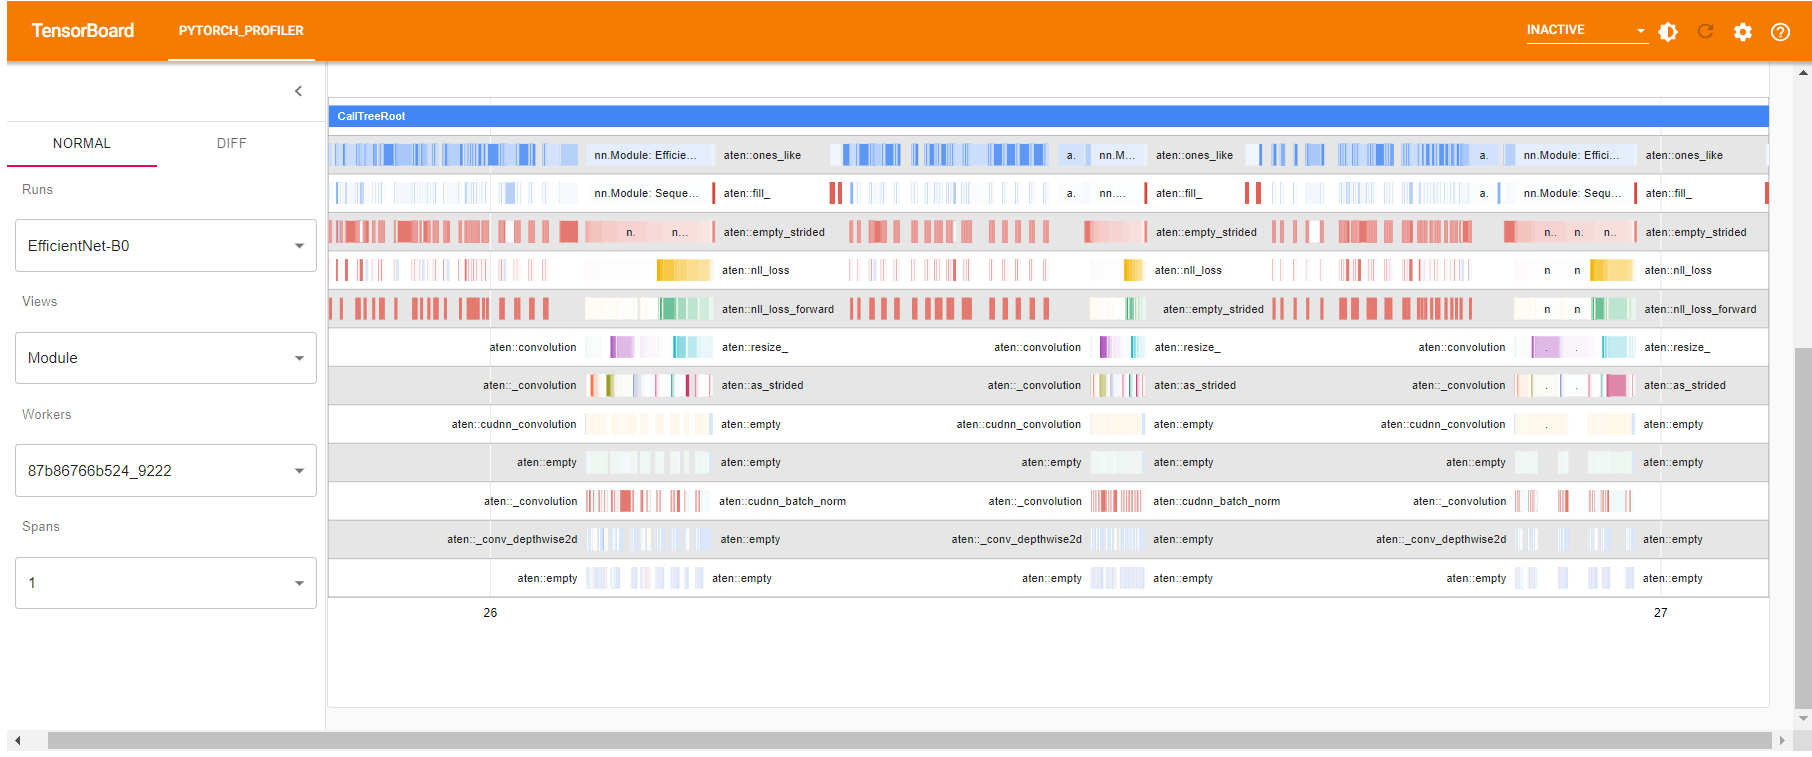 TensorBoard PYTORCH_PROFILER INACTIVE
NORMAL DIFF
Runs
EfficientNet-B0
Views
Module
Workers
87b86766b524_9222
Spans
1
CallTreeRoot
nn.Module: Efficie... aten::ones_like a. nn.M... aten::ones_like a. nn.Module: Effici... aten::ones_like
nn.Module: Seque... aten::fill_ a. nn.... aten::fill_ a. nn.Module: Sequ... aten::fill_
n. n... aten::empty_strided aten::empty_strided n.. n.. n.. aten::empty_strided
aten::nll_loss aten::nll_loss n n aten::nll_loss
aten::nll_loss_forward aten::empty_strided n n aten::nll_loss_forward
aten::convolution aten::resize_ aten::convolution aten::resize_ aten::convolution . . aten::resize_
aten::_convolution aten::as_strided aten::_convolution aten::as_strided aten::_convolution . . aten::as_strided
aten::cudnn_convolution aten::empty aten::cudnn_convolution aten::empty aten::cudnn_convolution . aten::empty
aten::empty aten::empty aten::empty aten::empty aten::empty aten::empty
aten::_convolution aten::cudnn_batch_norm aten::_convolution aten::cudnn_batch_norm aten::_convolution
aten::_conv_depthwise2d aten::empty aten::_conv_depthwise2d aten::empty aten::_conv_depthwise2d aten::empty
aten::empty aten::empty aten::empty aten::empty aten::empty aten::empty
26 27